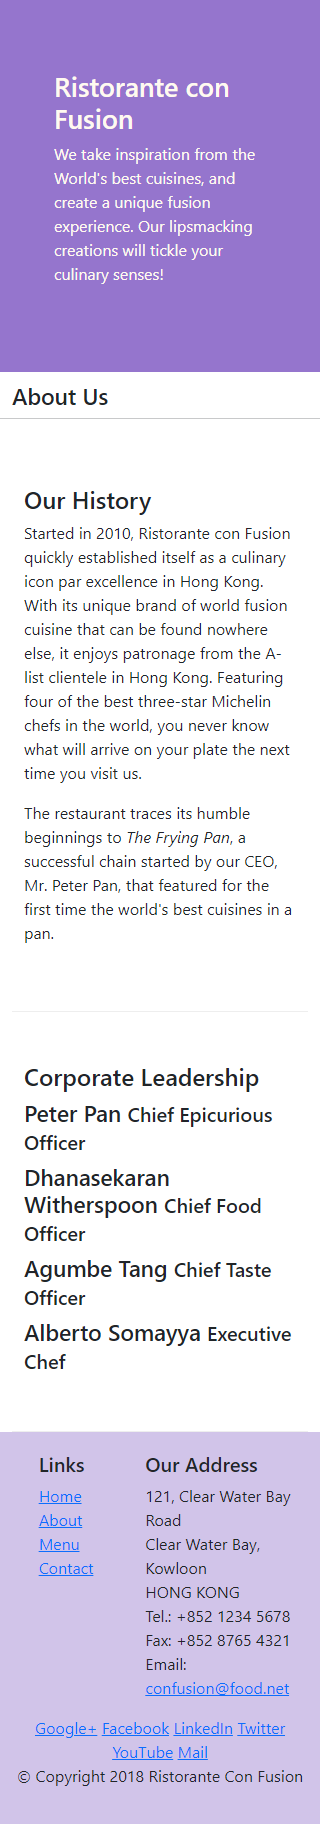 Ristorante con
Fusion
We take inspiration from the
World's best cuisines, and
create a unique fusion
experience. Our lipsmacking
creations will tickle your
culinary senses!
About Us
Our History
Started in 2010, Ristorante con Fusion
quickly established itself as a culinary
icon par excellence in Hong Kong.
With its unique brand of world fusion
cuisine that can be found nowhere
else, it enjoys patronage from the A-
list clientele in Hong Kong. Featuring
four of the best three-star Michelin
chefs in the world, you never know
what will arrive on your plate the next
time you visit us.
The restaurant traces its humble
beginnings to The Frying Pan, a
successful chain started by our CEO,
Mr. Peter Pan, that featured for the
first time the world's best cuisines in a
pan.
Corporate Leadership
Peter Pan Chief Epicurious
Officer
Dhanasekaran
Witherspoon Chief Food
Officer
Agumbe Tang Chief Taste
Officer
Alberto Somayya Executive
Chef
Links
Home
About
Menu
Contact
Our Address
121, Clear Water Bay
Road
Clear Water Bay,
Kowloon
HONG KONG
Tel.: +852 1234 5678
Fax: +852 8765 4321
Email:
confusion@food.net
Google+ Facebook LinkedIn Twitter
YouTube Mail
© Copyright 2018 Ristorante Con Fusion